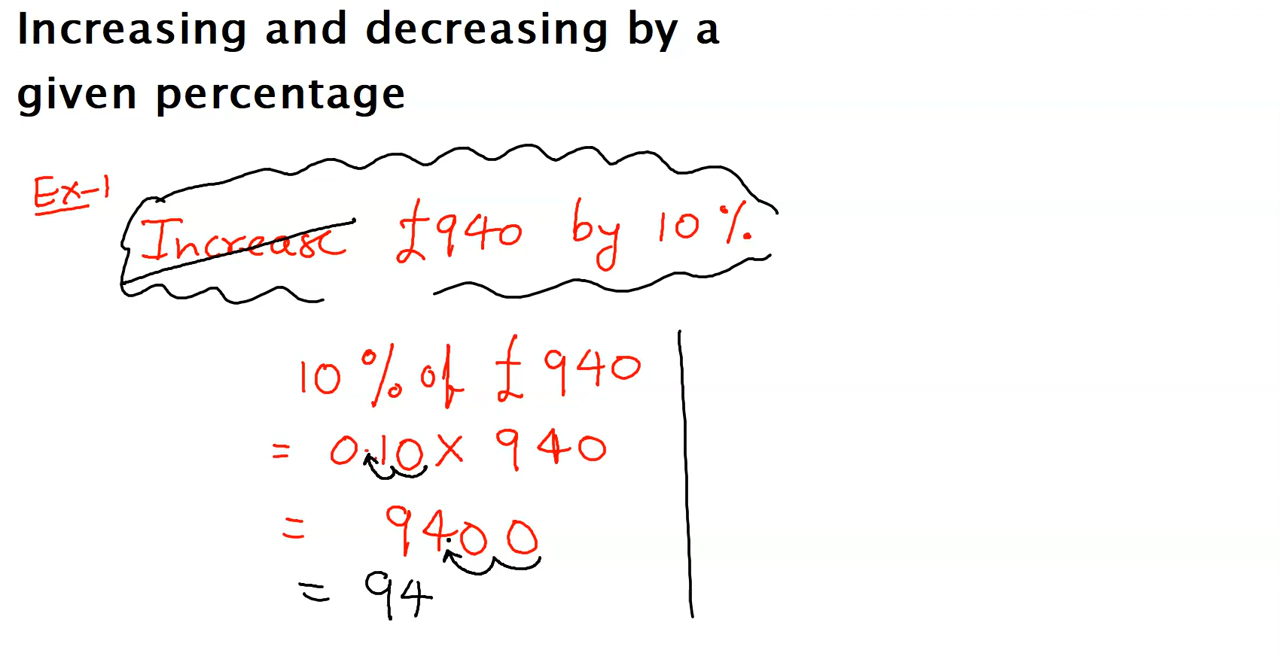 Increasing and decreasing by a
given percentage
Ex-1
Increase £940 by 10%.
10% of £940
= 0.10 × 940
= 94.00
= 94